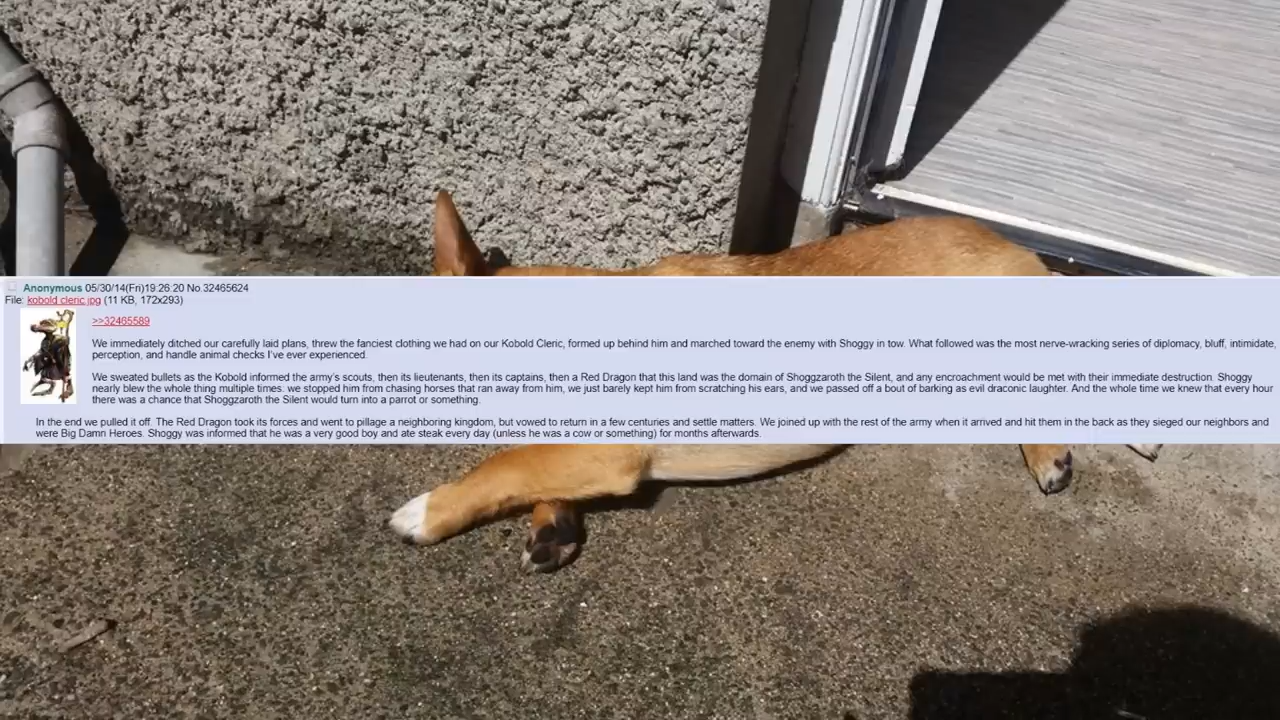 Anonymous 05/30/14(Fri)19:26:20 No.32465624
File: kobold cleric.jpg (11 KB, 172x293)
>>32465589
We immediately ditched our carefully laid plans, threw the fanciest clothing we had on our Kobold Cleric, formed up behind him and marched toward the enemy with Shoggy in tow. What followed was the most nerve-wracking series of diplomacy, bluff, intimidate,
perception, and handle animal checks I've ever experienced.
We sweated bullets as the Kobold informed the army's scouts, then its lieutenants, then its captains, then a Red Dragon that this land was the domain of Shoggzaroth the Silent, and any encroachment would be met with their immediate destruction. Shoggy
nearly blew the whole thing multiple times. we stopped him from chasing horses that ran away from him, we just barely kept him from scratching his ears, and we passed off a bout of barking as evil draconic laughter. And the whole time we knew that every hour
there was a chance that Shoggzaroth the Silent would turn into a parrot or something.
In the end we pulled it off. The Red Dragon took its forces and went to pillage a neighboring kingdom, but vowed to return in a few centuries and settle matters. We joined up with the rest of the army when it arrived and hit them in the back as they sieged our neighbors and
were Big Damn Heroes. Shoggy was informed that he was a very good boy and ate steak every day (unless he was a cow or something) for months afterwards.